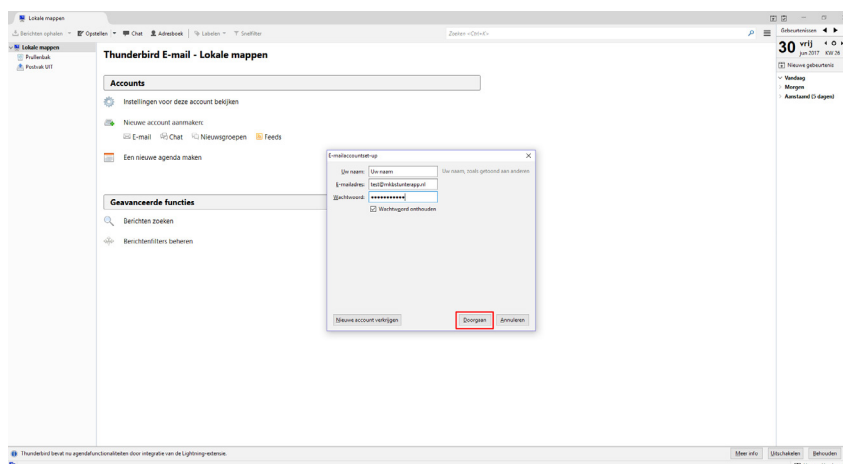 Lokale mappen
Berichten ophalen Opstellen Chat Adresboek Labelen Snelfilter Zoeken <Ctrl+K> Gebeurtenissen
Lokale mappen
Prullenbak
Postvak UIT
Thunderbird E-mail - Lokale mappen
Accounts
Instellingen voor deze account bekijken
Nieuwe account aanmaken:
E-mail Chat Nieuwsgroepen Feeds
Een nieuwe agenda maken
Geavanceerde functies
Berichten zoeken
Berichtenfilters beheren
E-mailaccountset-up
Uw naam: Uw naam Uw naam, zoals getoond aan anderen
E-mailadres: test@mkbstunterapp.nl
Wachtwoord:
Wachtwoord onthouden
Nieuwe account verkrijgen Doorgaan Annuleren
30 vrij
jun 2017 KW 26
Nieuwe gebeurtenis
Vandaag
Morgen
Aanstaand (5 dagen)
Thunderbird bevat nu agendafunctionaliteiten door integratie van de Lightning-extensie. Meer info Uitschakelen Behouden